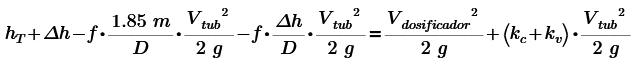 h_T + Δh − f · (1.85 m / D) · (V_tub² / 2 g) − f · (Δh / D) · (V_tub² / 2 g) = V_dosificador² / 2 g + (k_c + k_v) · (V_tub² / 2 g)